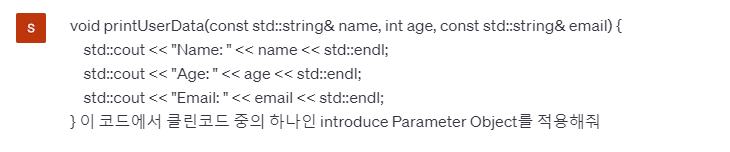 S
void printUserData(const std::string& name, int age, const std::string& email) {
std::cout << "Name: " << name << std::endl;
std::cout << "Age: " << age << std::endl;
std::cout << "Email: " << email << std::endl;
} 이 코드에서 클린코드 중의 하나인 introduce Parameter Object를 적용해줘